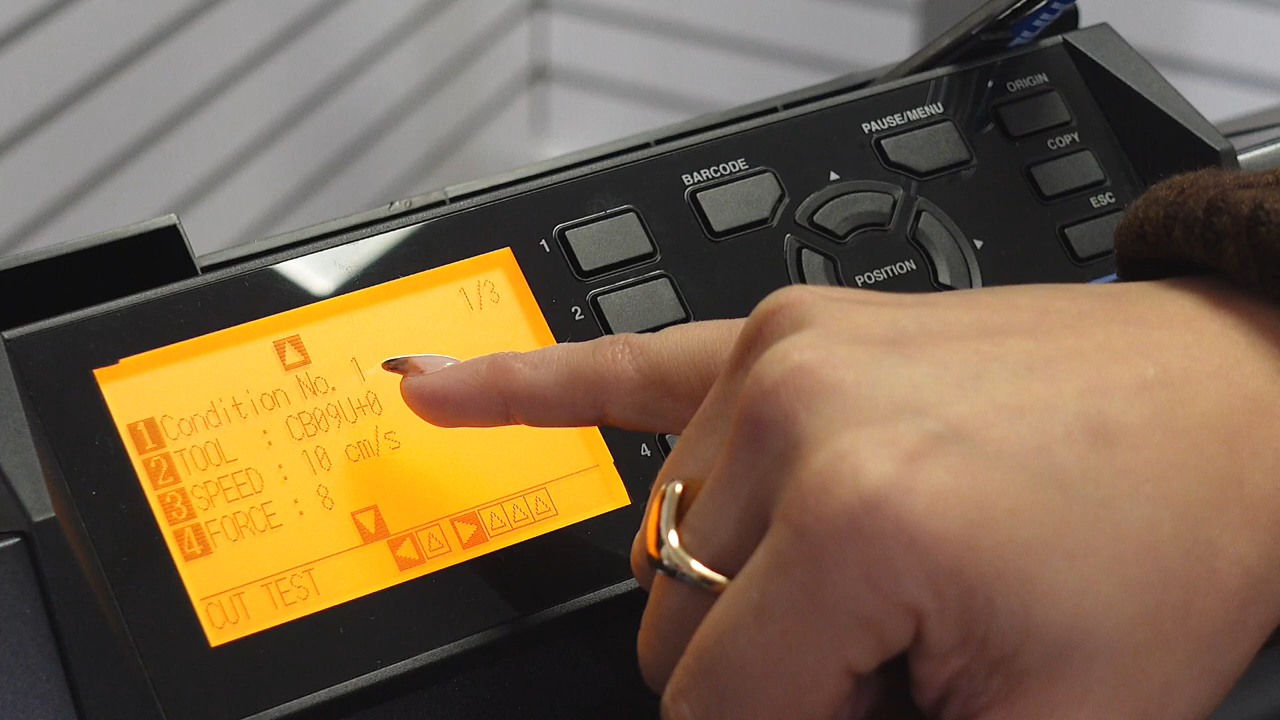 1/3
1 Condition No. 1
2 TOOL : CB09U+0
3 SPEED : 10 cm/s
4 FORCE : 8
CUT TEST
1
2
4
BARCODE
PAUSE/MENU
POSITION
ORIGIN
COPY
ESC